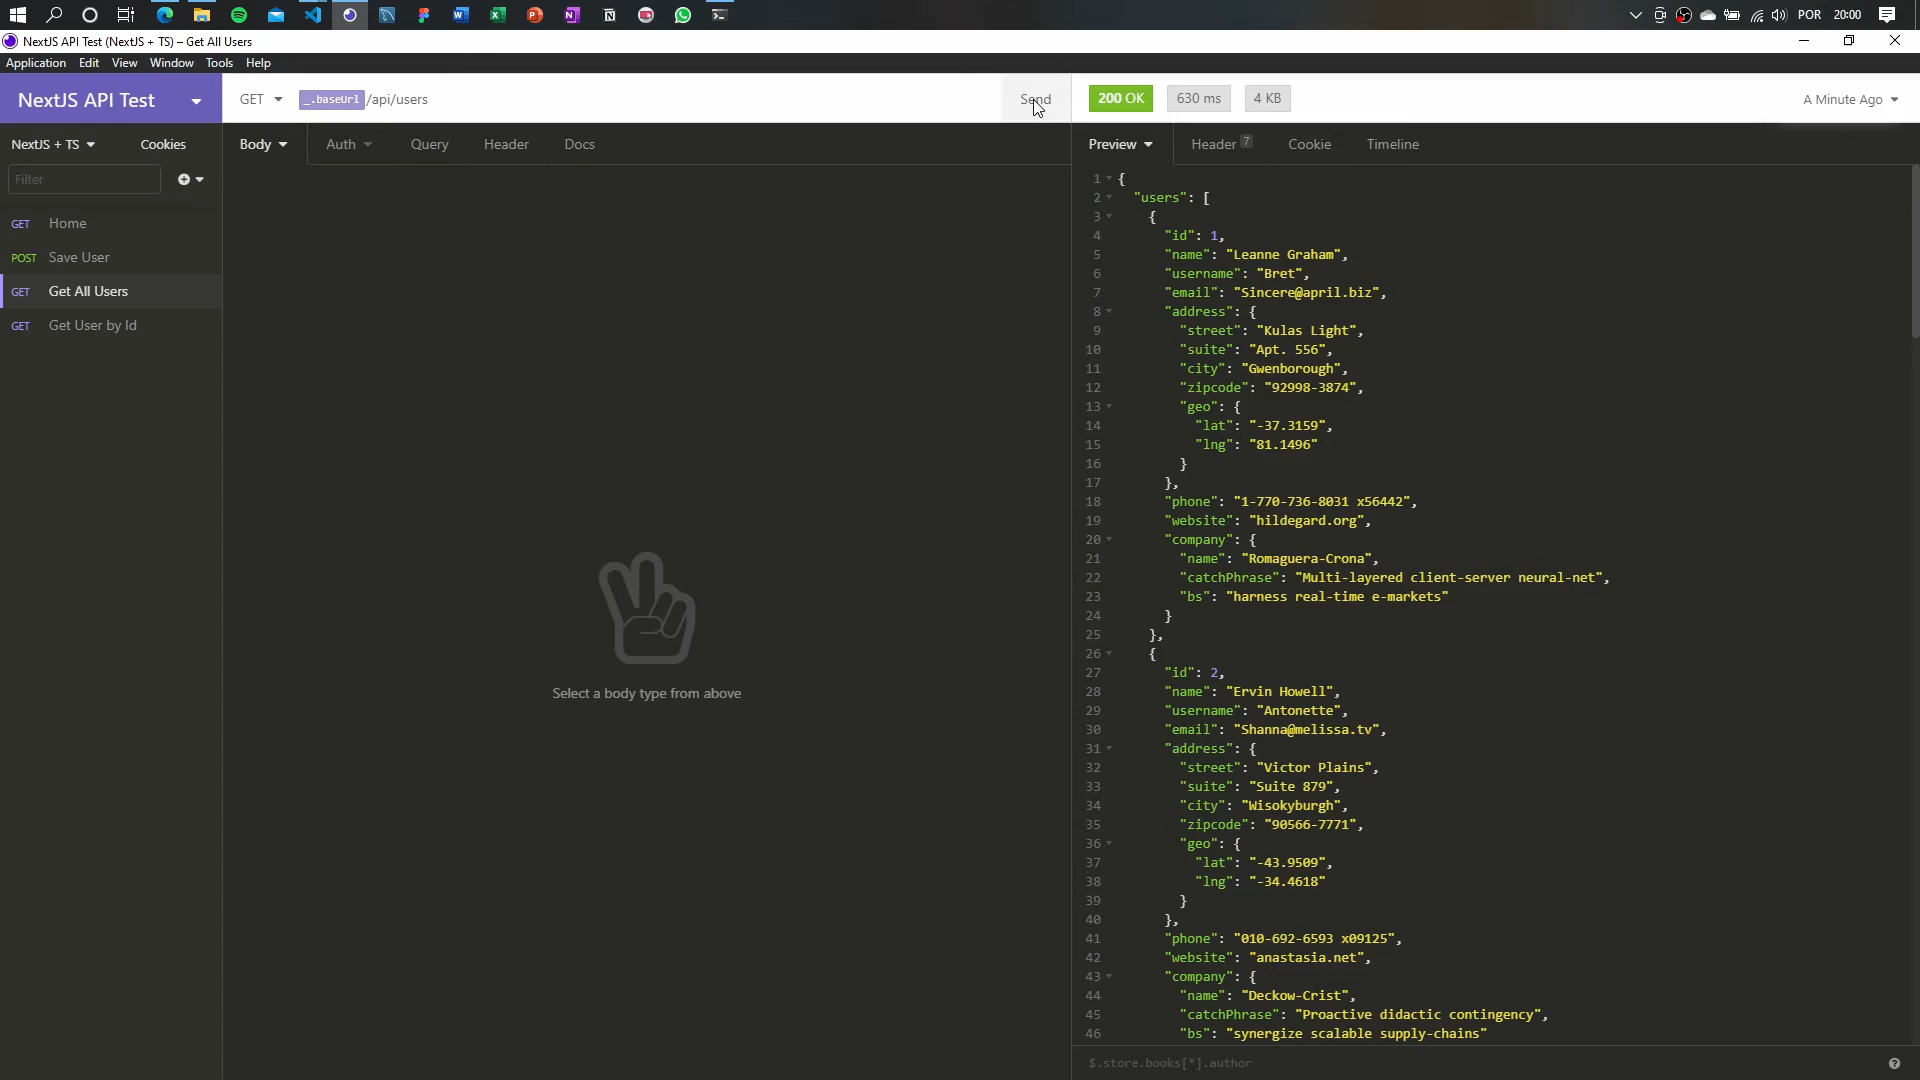 POR 20:00
NextJS API Test (NextJS + TS) – Get All Users
Application Edit View Window Tools Help
NextJS API Test
GET _.baseUrl /api/users
Send
200 OK 630 ms 4 KB
A Minute Ago
NextJS + TS Cookies
Filter
GET Home
POST Save User
GET Get All Users
GET Get User by Id
Body Auth Query Header Docs
Select a body type from above
Preview Header 7 Cookie Timeline
1 {
2 "users": [
3 {
4 "id": 1,
5 "name": "Leanne Graham",
6 "username": "Bret",
7 "email": "Sincere@april.biz",
8 "address": {
9 "street": "Kulas Light",
10 "suite": "Apt. 556",
11 "city": "Gwenborough",
12 "zipcode": "92998-3874",
13 "geo": {
14 "lat": "-37.3159",
15 "lng": "81.1496"
16 }
17 },
18 "phone": "1-770-736-8031 x56442",
19 "website": "hildegard.org",
20 "company": {
21 "name": "Romaguera-Crona",
22 "catchPhrase": "Multi-layered client-server neural-net",
23 "bs": "harness real-time e-markets"
24 }
25 },
26 {
27 "id": 2,
28 "name": "Ervin Howell",
29 "username": "Antonette",
30 "email": "Shanna@melissa.tv",
31 "address": {
32 "street": "Victor Plains",
33 "suite": "Suite 879",
34 "city": "Wisokyburgh",
35 "zipcode": "90566-7771",
36 "geo": {
37 "lat": "-43.9509",
38 "lng": "-34.4618"
39 }
40 },
41 "phone": "010-692-6593 x09125",
42 "website": "anastasia.net",
43 "company": {
44 "name": "Deckow-Crist",
45 "catchPhrase": "Proactive didactic contingency",
46 "bs": "synergize scalable supply-chains"
$.store.books[*].author